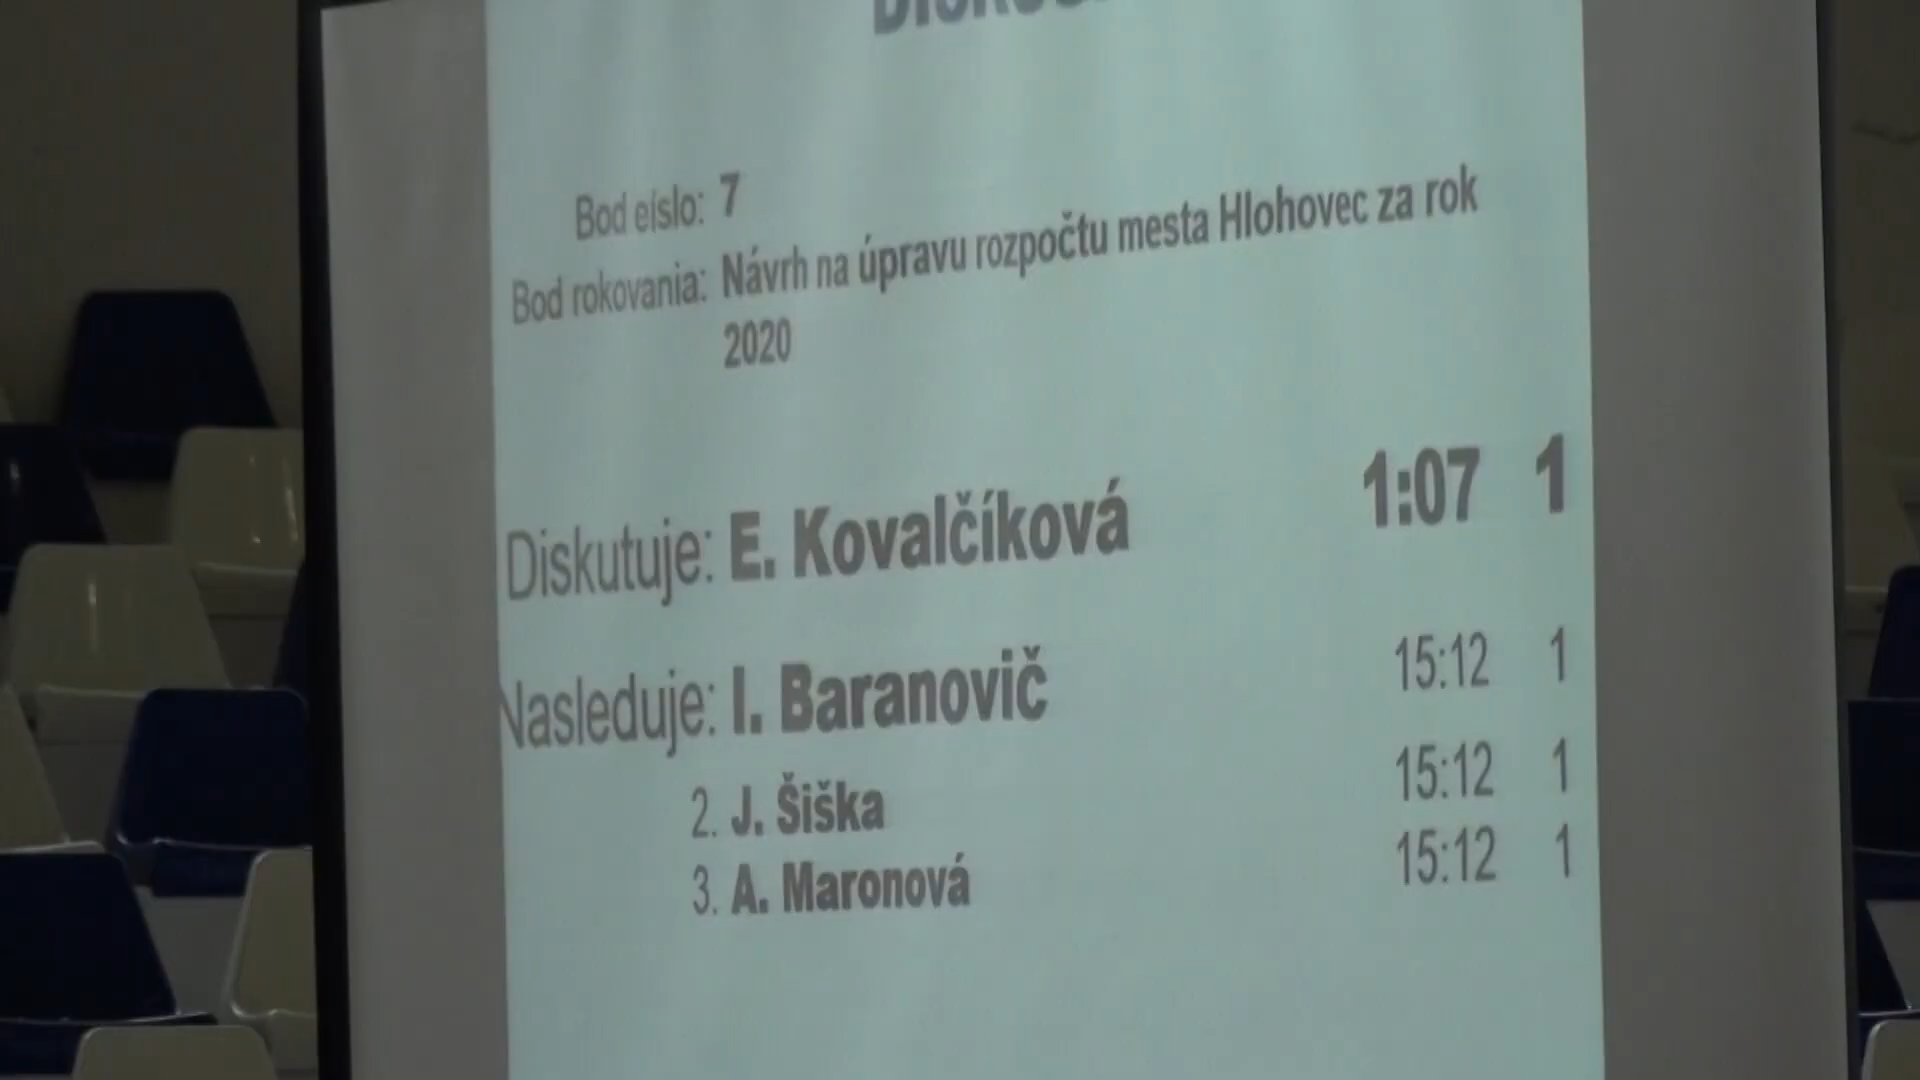 Bod eíslo: 7
Bod rokovania: Návrh na úpravu rozpočtu mesta Hlohovec za rok
2020
Diskutuje: E. Kovalčíková 1:07 1
Nasleduje: I. Baranovič 15:12 1
2. J. Šiška 15:12 1
3. A. Maronová 15:12 1